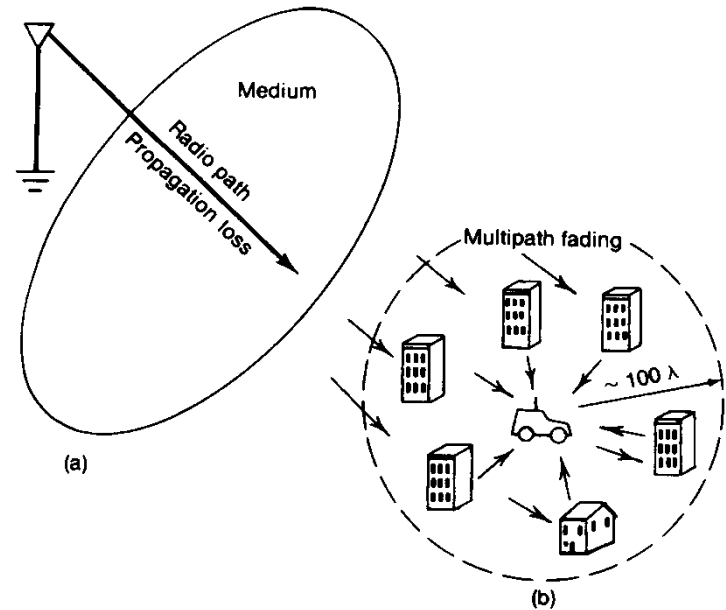 Medium
Radio path
Propagation loss
(a)
Multipath fading
~ 100 λ
(b)